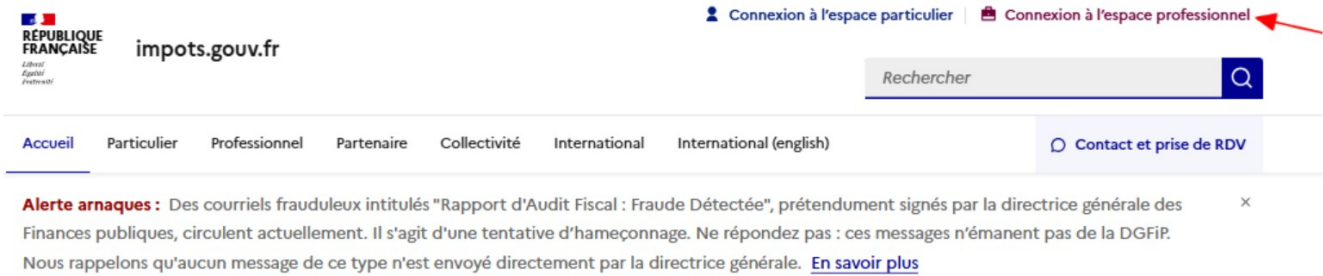 Connexion à l'espace particulier Connexion à l'espace professionnel
RÉPUBLIQUE
FRANÇAISE
Liberté
Égalité
Fraternité
impots.gouv.fr
Rechercher
Accueil Particulier Professionnel Partenaire Collectivité International International (english) Contact et prise de RDV
Alerte arnaques : Des courriels frauduleux intitulés "Rapport d'Audit Fiscal : Fraude Détectée", prétendument signés par la directrice générale des
Finances publiques, circulent actuellement. Il s'agit d'une tentative d'hameçonnage. Ne répondez pas : ces messages n'émanent pas de la DGFiP.
Nous rappelons qu'aucun message de ce type n'est envoyé directement par la directrice générale. En savoir plus